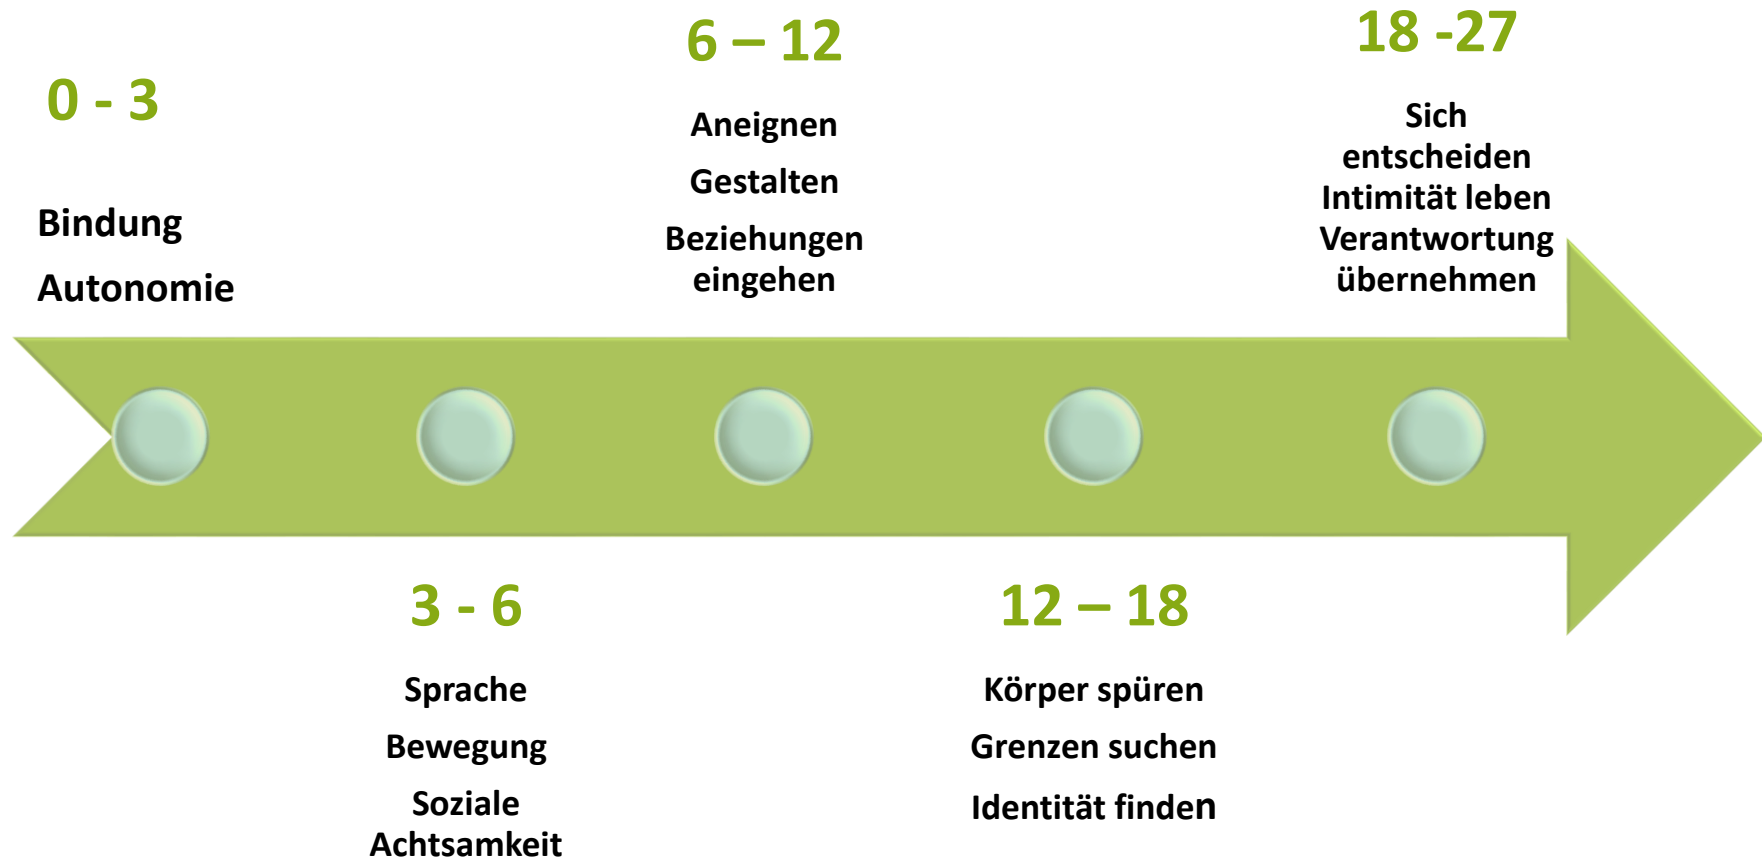 0 - 3
Bindung
Autonomie
3 - 6
Sprache
Bewegung
Soziale
Achtsamkeit
6 – 12
Aneignen
Gestalten
Beziehungen
eingehen
12 – 18
Körper spüren
Grenzen suchen
Identität finden
18 -27
Sich
entscheiden
Intimität leben
Verantwortung
übernehmen